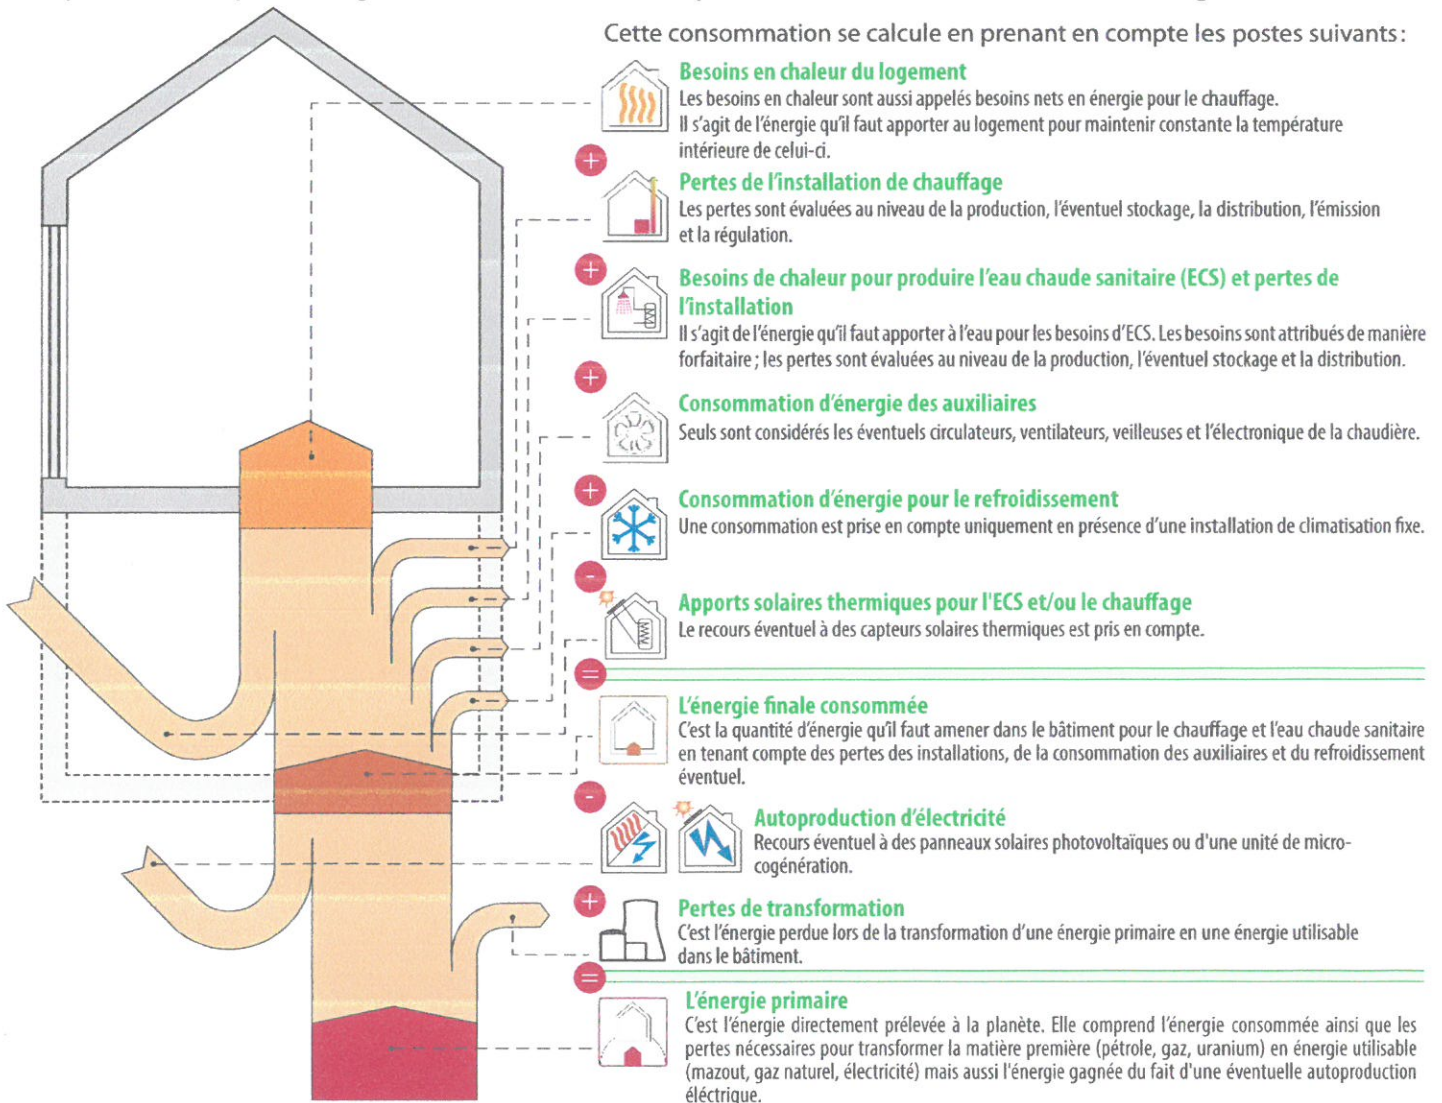 Cette consommation se calcule en prenant en compte les postes suivants:
Besoins en chaleur du logement
Les besoins en chaleur sont aussi appelés besoins nets en énergie pour le chauffage.
Il s'agit de l'énergie qu'il faut apporter au logement pour maintenir constante la température
intérieure de celui-ci.
+
Pertes de l'installation de chauffage
Les pertes sont évaluées au niveau de la production, l'éventuel stockage, la distribution, l'émission
et la régulation.
+
Besoins de chaleur pour produire l'eau chaude sanitaire (ECS) et pertes de
l'installation
Il s'agit de l'énergie qu'il faut apporter à l'eau pour les besoins d'ECS. Les besoins sont attribués de manière
forfaitaire ; les pertes sont évaluées au niveau de la production, l'éventuel stockage et la distribution.
+
Consommation d'énergie des auxiliaires
Seuls sont considérés les éventuels circulateurs, ventilateurs, veilleuses et l'électronique de la chaudière.
+
Consommation d'énergie pour le refroidissement
Une consommation est prise en compte uniquement en présence d'une installation de climatisation fixe.
-
Apports solaires thermiques pour l'ECS et/ou le chauffage
Le recours éventuel à des capteurs solaires thermiques est pris en compte.
=
L'énergie finale consommée
C'est la quantité d'énergie qu'il faut amener dans le bâtiment pour le chauffage et l'eau chaude sanitaire
en tenant compte des pertes des installations, de la consommation des auxiliaires et du refroidissement
éventuel.
-
Autoproduction d'électricité
Recours éventuel à des panneaux solaires photovoltaïques ou d'une unité de micro-
cogénération.
+
Pertes de transformation
C'est l'énergie perdue lors de la transformation d'une énergie primaire en une énergie utilisable
dans le bâtiment.
=
L'énergie primaire
C'est l'énergie directement prélevée à la planète. Elle comprend l'énergie consommée ainsi que les
pertes nécessaires pour transformer la matière première (pétrole, gaz, uranium) en énergie utilisable
(mazout, gaz naturel, électricité) mais aussi l'énergie gagnée du fait d'une éventuelle autoproduction
éléctrique.